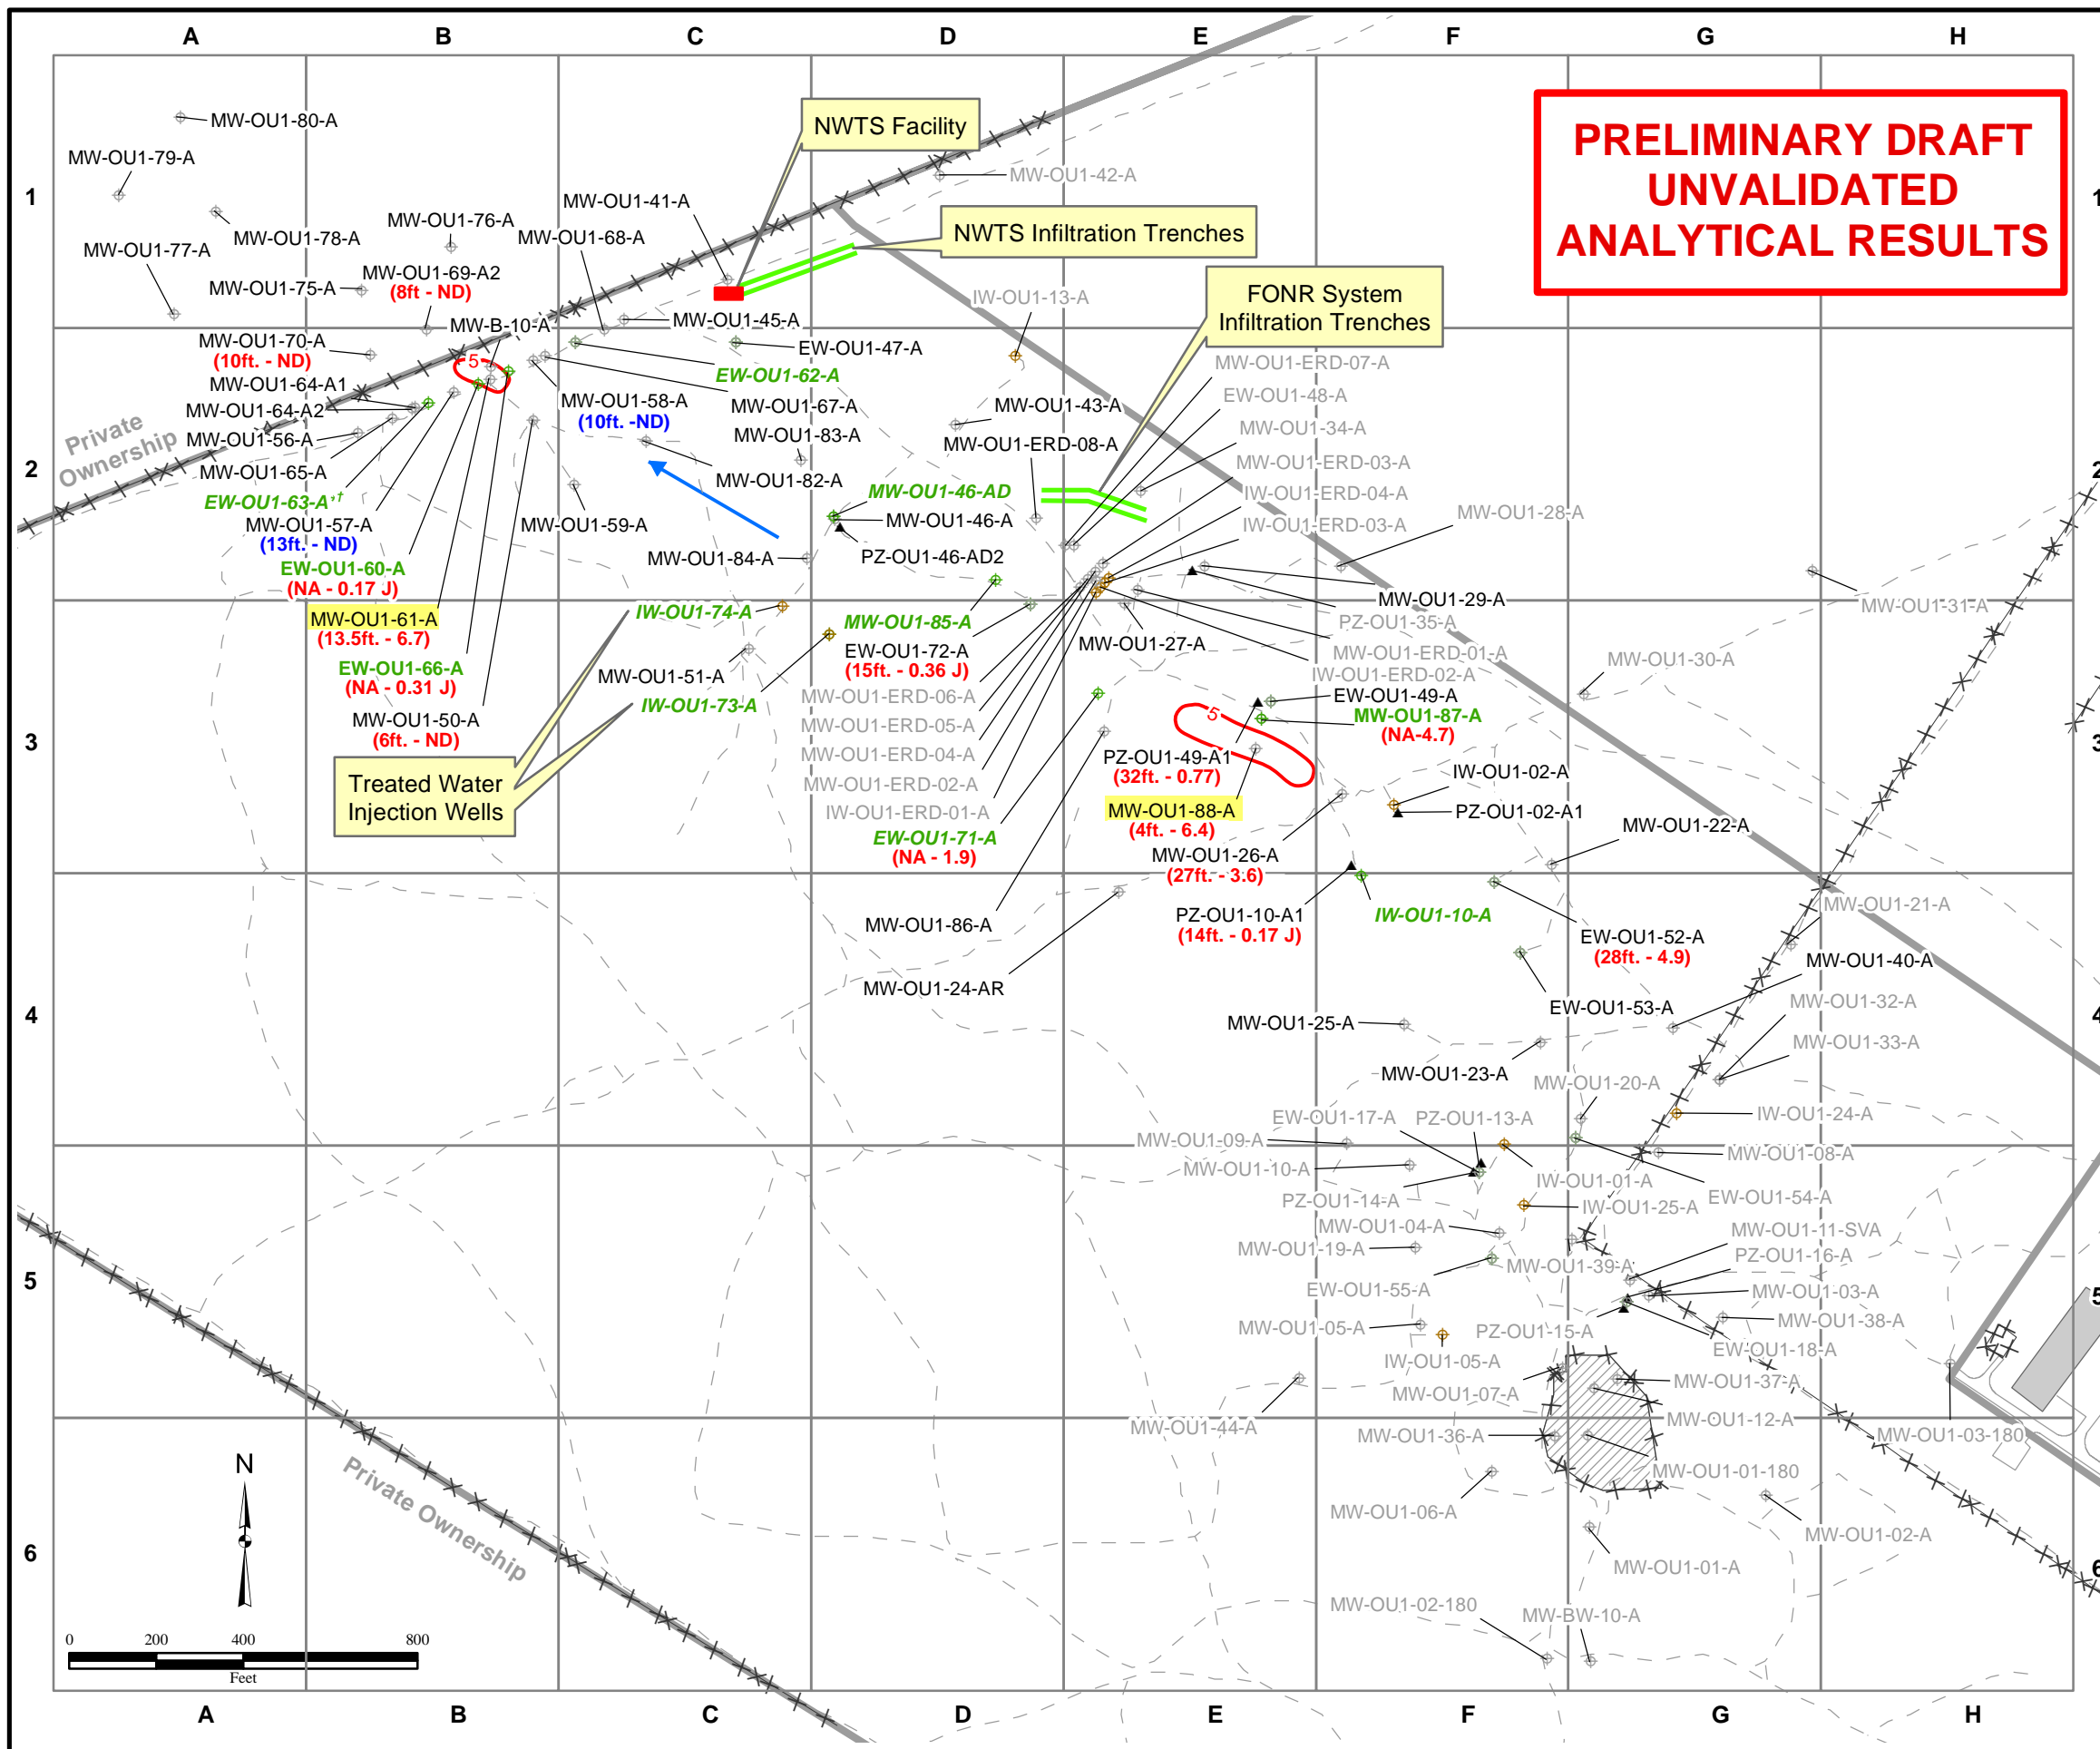 A B C D E F G H
PRELIMINARY DRAFT
UNVALIDATED
ANALYTICAL RESULTS
NWTS Facility
MW-OU1-80-A
MW-OU1-79-A
MW-OU1-42-A
1
1
MW-OU1-41-A
MW-OU1-76-A
MW-OU1-78-A
MW-OU1-68-A
NWTS Infiltration Trenches
MW-OU1-77-A
MW-OU1-69-A2
(8ft - ND)
MW-OU1-75-A
FONR System
Infiltration Trenches
IW-OU1-13-A
MW-B-10-A
MW-OU1-45-A
MW-OU1-70-A
(10ft. - ND)
EW-OU1-47-A
5
MW-OU1-ERD-07-A
EW-OU1-62-A
MW-OU1-64-A1
EW-OU1-48-A
MW-OU1-58-A
(10ft. -ND)
MW-OU1-67-A
MW-OU1-43-A
MW-OU1-64-A2
MW-OU1-34-A
Private
Ownership
MW-OU1-56-A
MW-OU1-83-A
MW-OU1-ERD-08-A
MW-OU1-65-A
MW-OU1-82-A
MW-OU1-ERD-03-A
2
2
EW-OU1-63-A*†
MW-OU1-46-AD
IW-OU1-ERD-04-A
MW-OU1-57-A
(13ft. - ND)
MW-OU1-59-A
MW-OU1-46-A
IW-OU1-ERD-03-A
MW-OU1-28-A
MW-OU1-84-A
PZ-OU1-46-AD2
EW-OU1-60-A
(NA - 0.17 J)
MW-OU1-29-A
MW-OU1-31-A
MW-OU1-61-A
(13.5ft. - 6.7)
IW-OU1-74-A
MW-OU1-85-A
PZ-OU1-35-A
EW-OU1-72-A
(15ft. - 0.36 J)
MW-OU1-27-A
MW-OU1-ERD-01-A
MW-OU1-30-A
EW-OU1-66-A
(NA - 0.31 J)
MW-OU1-51-A
IW-OU1-ERD-02-A
MW-OU1-ERD-06-A
EW-OU1-49-A
IW-OU1-73-A
MW-OU1-50-A
(6ft. - ND)
MW-OU1-ERD-05-A
5
MW-OU1-87-A
(NA-4.7)
3
3
MW-OU1-ERD-04-A
PZ-OU1-49-A1
(32ft. - 0.77)
IW-OU1-02-A
Treated Water
Injection Wells
MW-OU1-ERD-02-A
IW-OU1-ERD-01-A
MW-OU1-88-A
(4ft. - 6.4)
PZ-OU1-02-A1
EW-OU1-71-A
(NA - 1.9)
MW-OU1-22-A
MW-OU1-26-A
(27ft. - 3.6)
MW-OU1-86-A
PZ-OU1-10-A1
(14ft. - 0.17 J)
IW-OU1-10-A
MW-OU1-21-A
EW-OU1-52-A
(28ft. - 4.9)
MW-OU1-40-A
MW-OU1-24-AR
EW-OU1-53-A
MW-OU1-32-A
4
4
MW-OU1-25-A
MW-OU1-33-A
MW-OU1-23-A
MW-OU1-20-A
EW-OU1-17-A
PZ-OU1-13-A
IW-OU1-24-A
MW-OU1-09-A
MW-OU1-08-A
MW-OU1-10-A
IW-OU1-01-A
PZ-OU1-14-A
EW-OU1-54-A
IW-OU1-25-A
MW-OU1-04-A
MW-OU1-11-SVA
MW-OU1-19-A
PZ-OU1-16-A
MW-OU1-39-A
5
5
EW-OU1-55-A
MW-OU1-03-A
MW-OU1-05-A
PZ-OU1-15-A
MW-OU1-38-A
EW-OU1-18-A
IW-OU1-05-A
MW-OU1-07-A
MW-OU1-37-A
MW-OU1-44-A
MW-OU1-36-A
MW-OU1-12-A
MW-OU1-03-180
N
Private Ownership
MW-OU1-01-180
MW-OU1-06-A
MW-OU1-02-A
6
6
MW-OU1-01-A
MW-OU1-02-180
MW-BW-10-A
0 200 400 800
Feet
A B C D E F G H